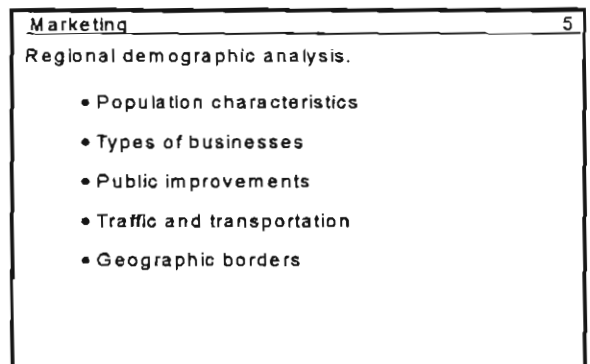 Marketing 5
Regional demographic analysis.
• Population characteristics
• Types of businesses
• Public improvements
• Traffic and transportation
• Geographic borders